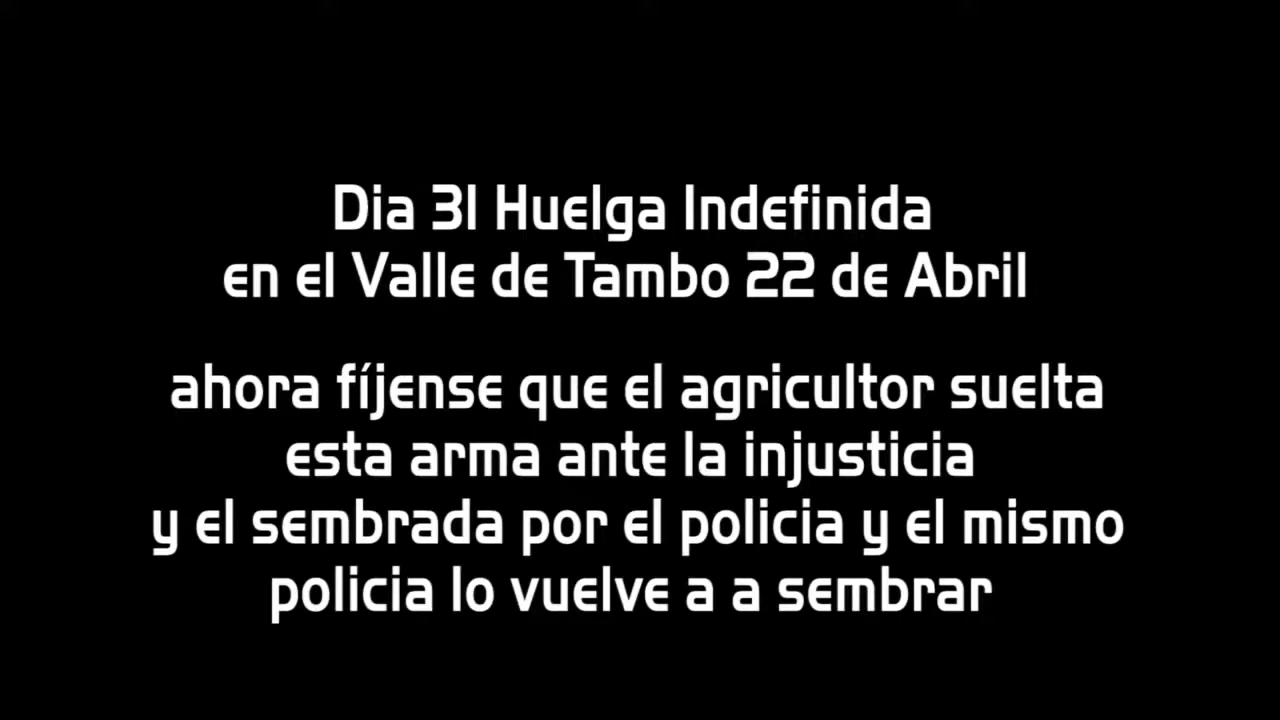 Dia 31 Huelga Indefinida
en el Valle de Tambo 22 de Abril
ahora fíjense que el agricultor suelta
esta arma ante la injusticia
y el sembrada por el policia y el mismo
policia lo vuelve a a sembrar